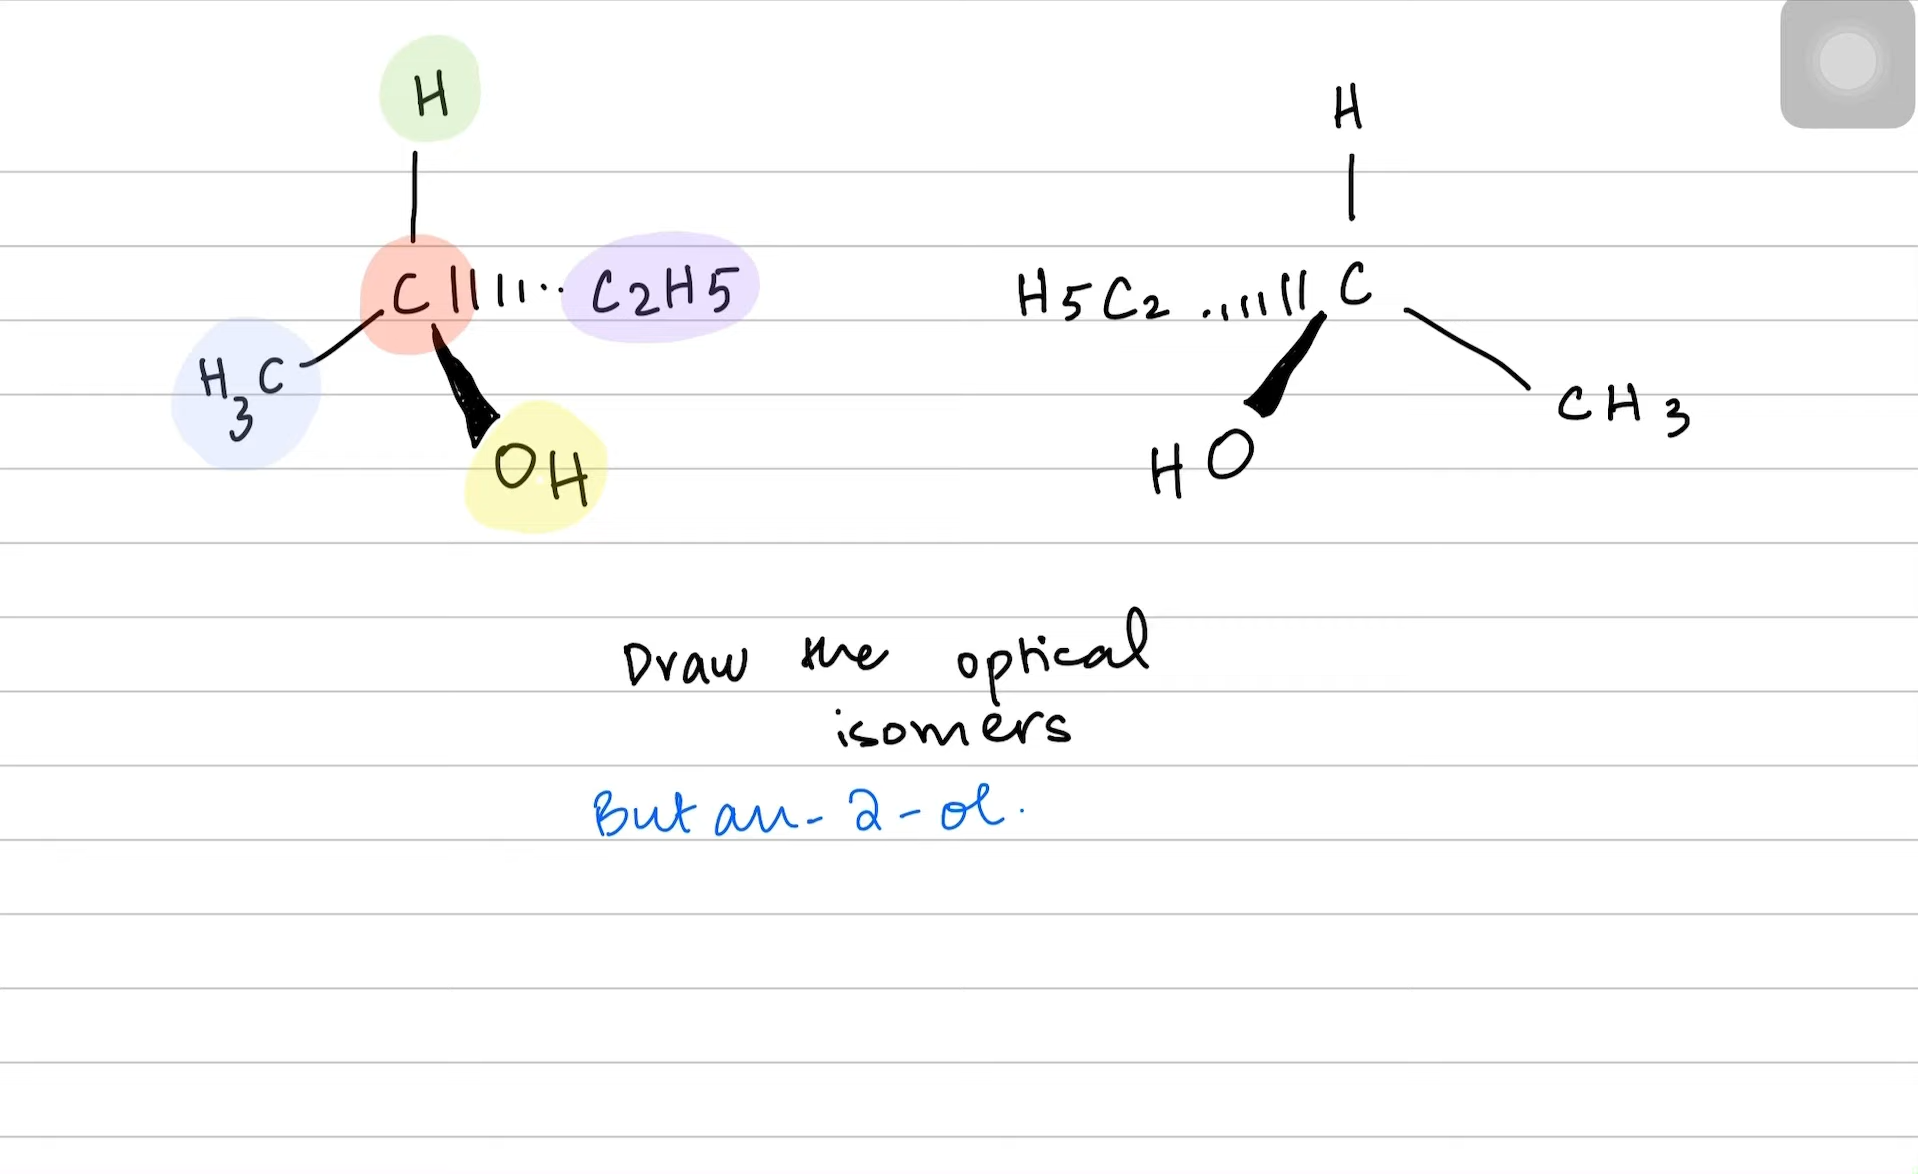 H
H
C C2H5
H5C2 C
H3C
CH3
OH
HO
Draw the optical
isomers
Butan-2-ol.